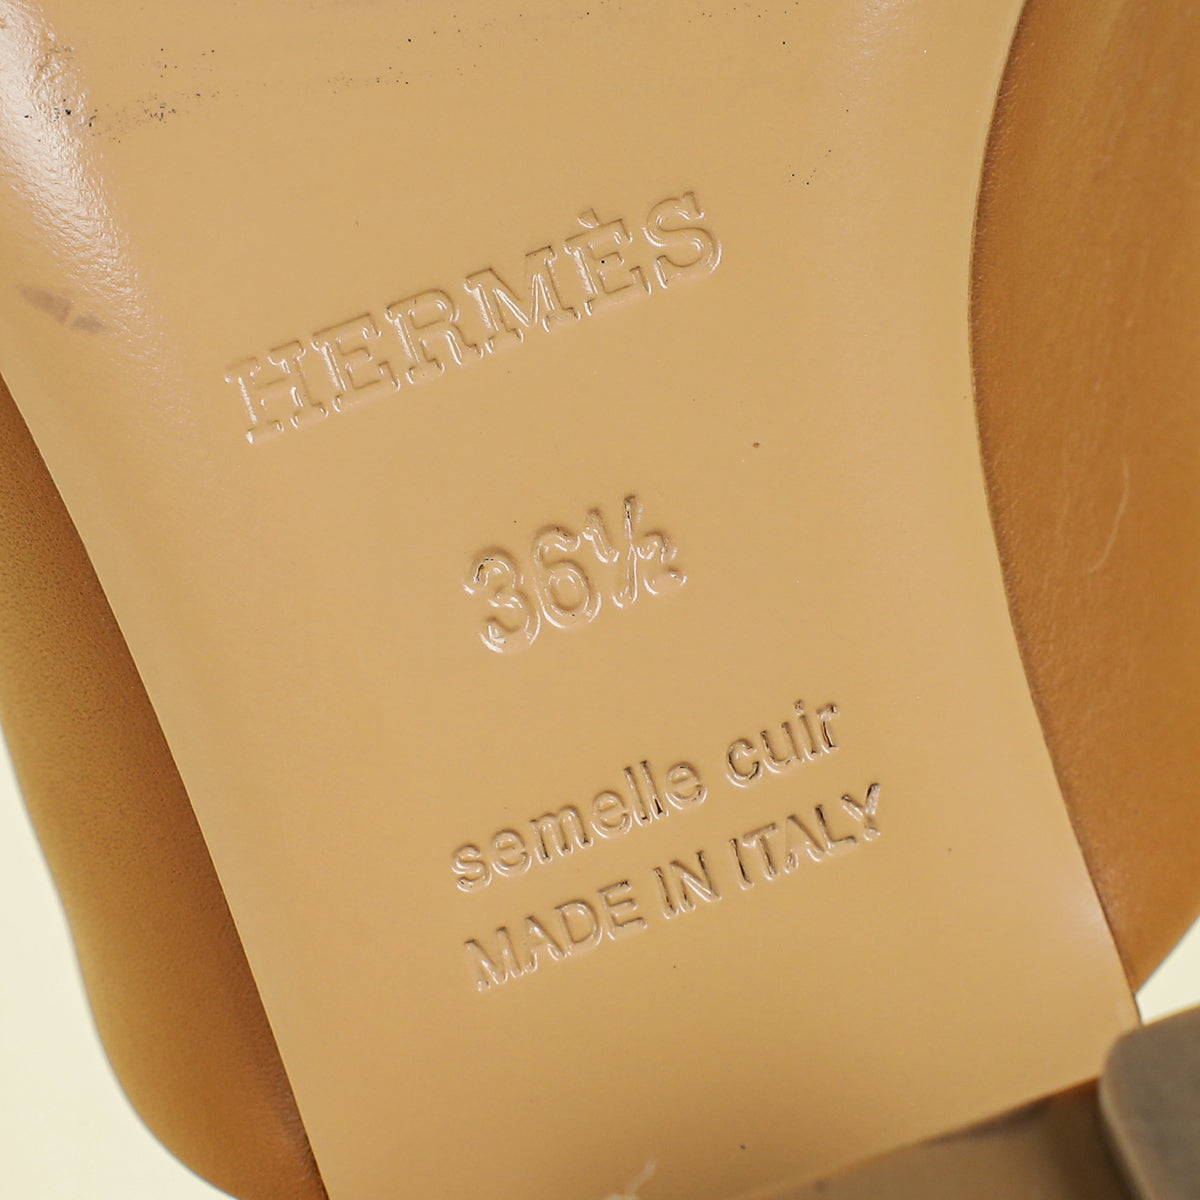 HERMÈS
36½
semelle cuir
MADE IN ITALY